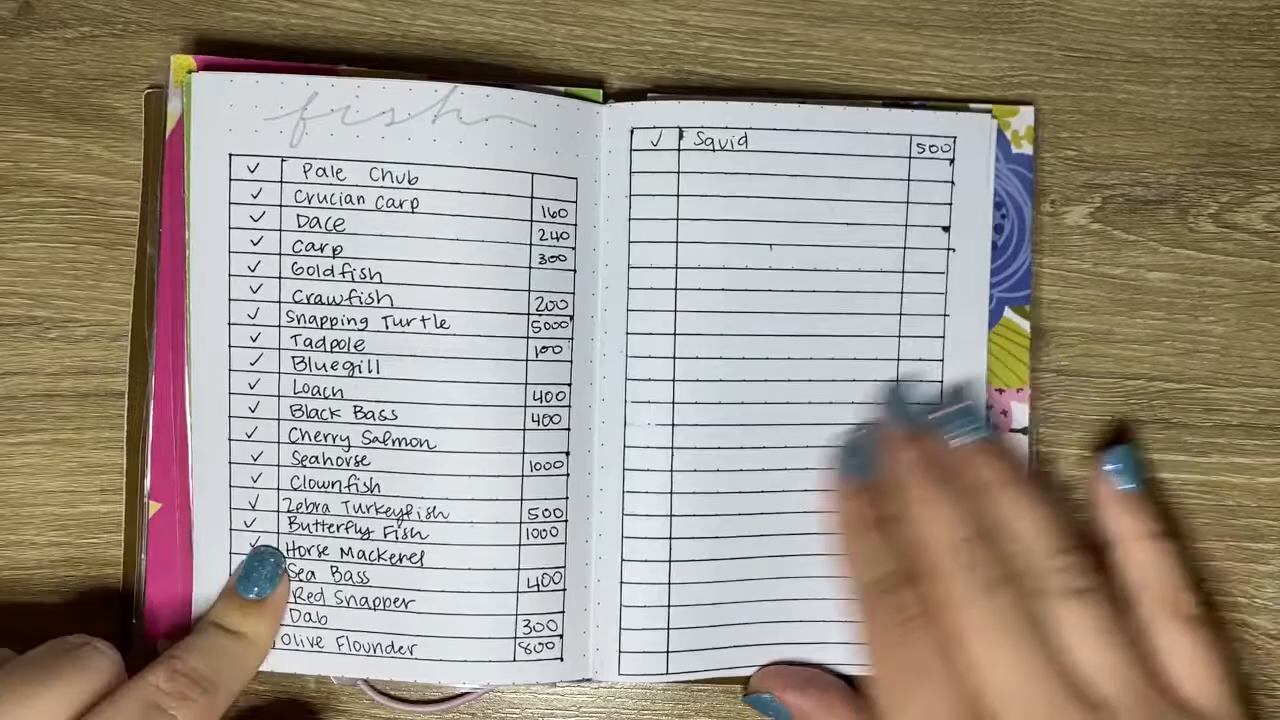 fish
✓ Pale Chub
✓ Crucian Carp 160
✓ Dace 240
✓ Carp 300
✓ Goldfish
✓ Crawfish 200
✓ Snapping Turtle 5000
✓ Tadpole 100
✓ Bluegill
✓ Loach 400
✓ Black Bass 400
✓ Cherry Salmon
✓ Seahorse 1000
✓ Clownfish
✓ Zebra Turkeyfish 500
✓ Butterfly Fish 1000
✓ Horse Mackerel
Sea Bass 400
Red Snapper
Dab 300
Olive Flounder 800
✓ Squid 500